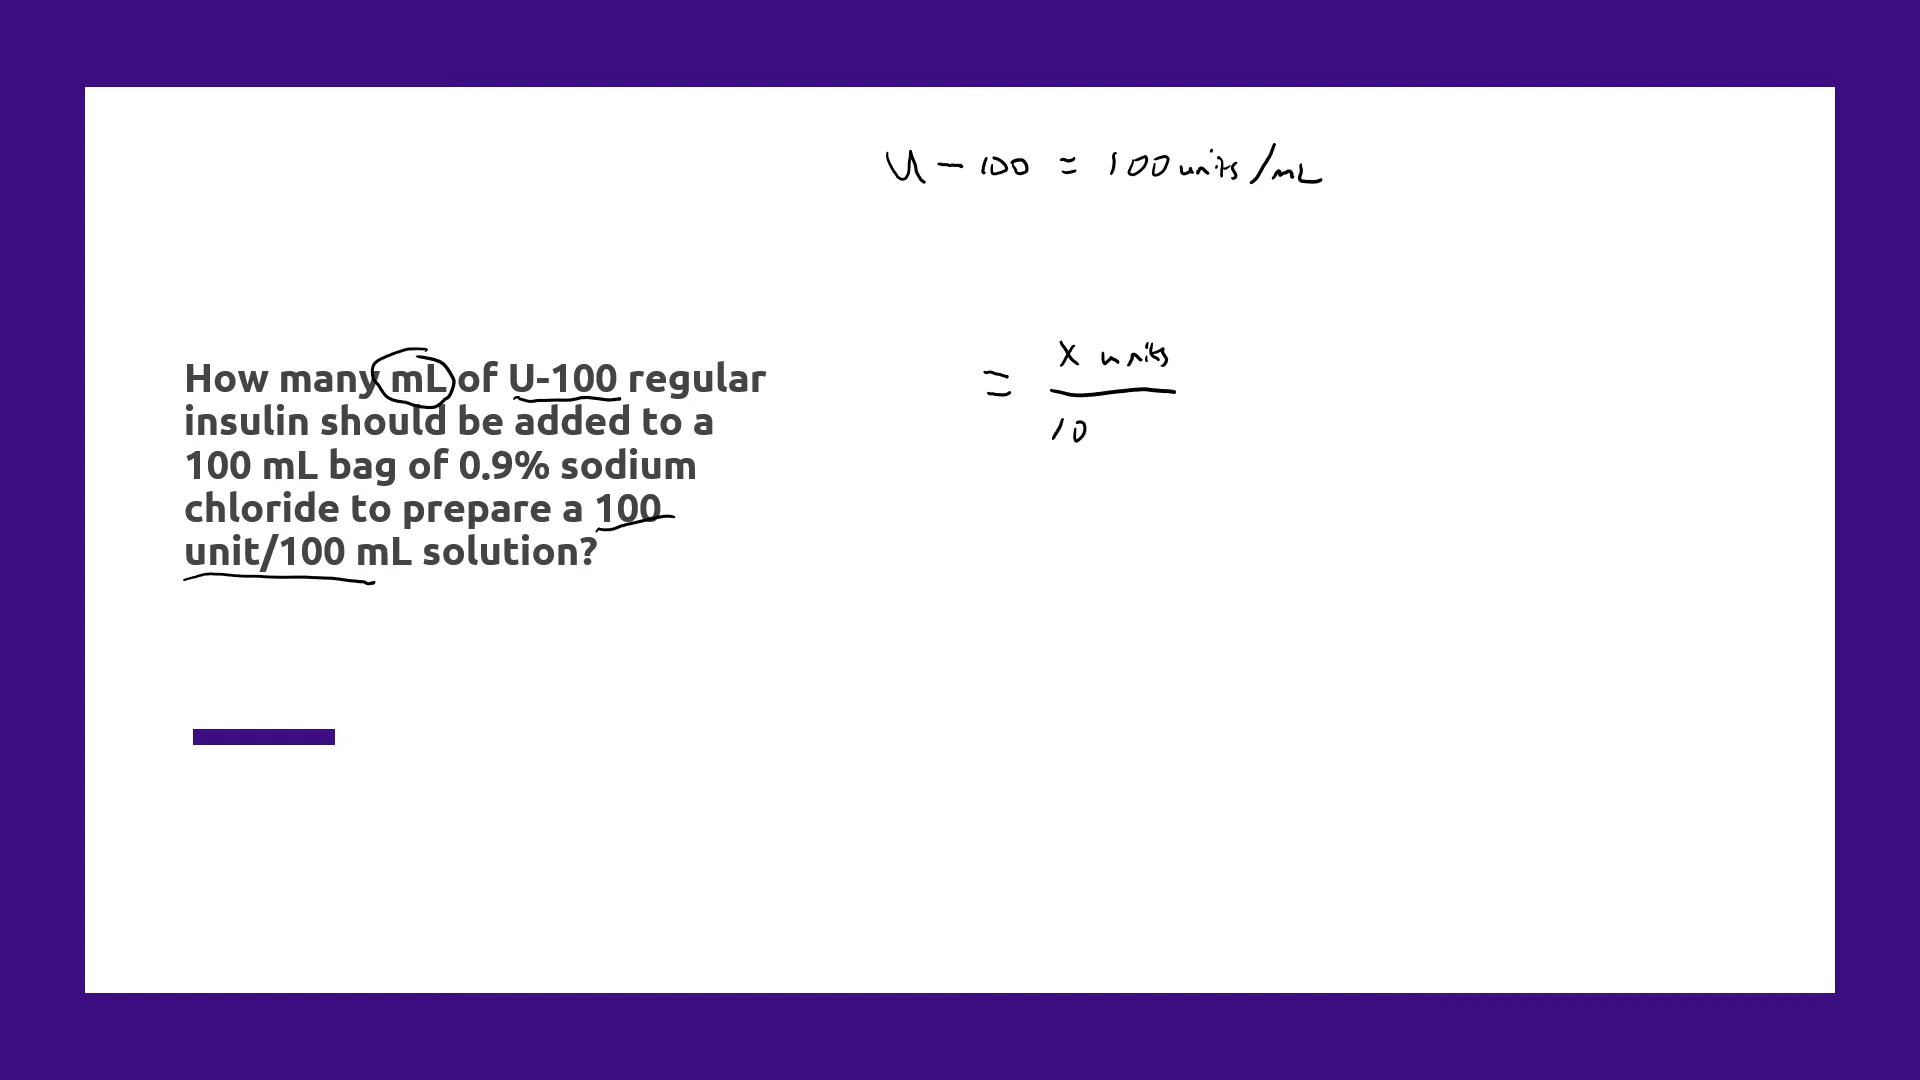 U - 100 = 100 units/mL
How many mL of U-100 regular
insulin should be added to a
100 mL bag of 0.9% sodium
chloride to prepare a 100
unit/100 mL solution?
= x units
10